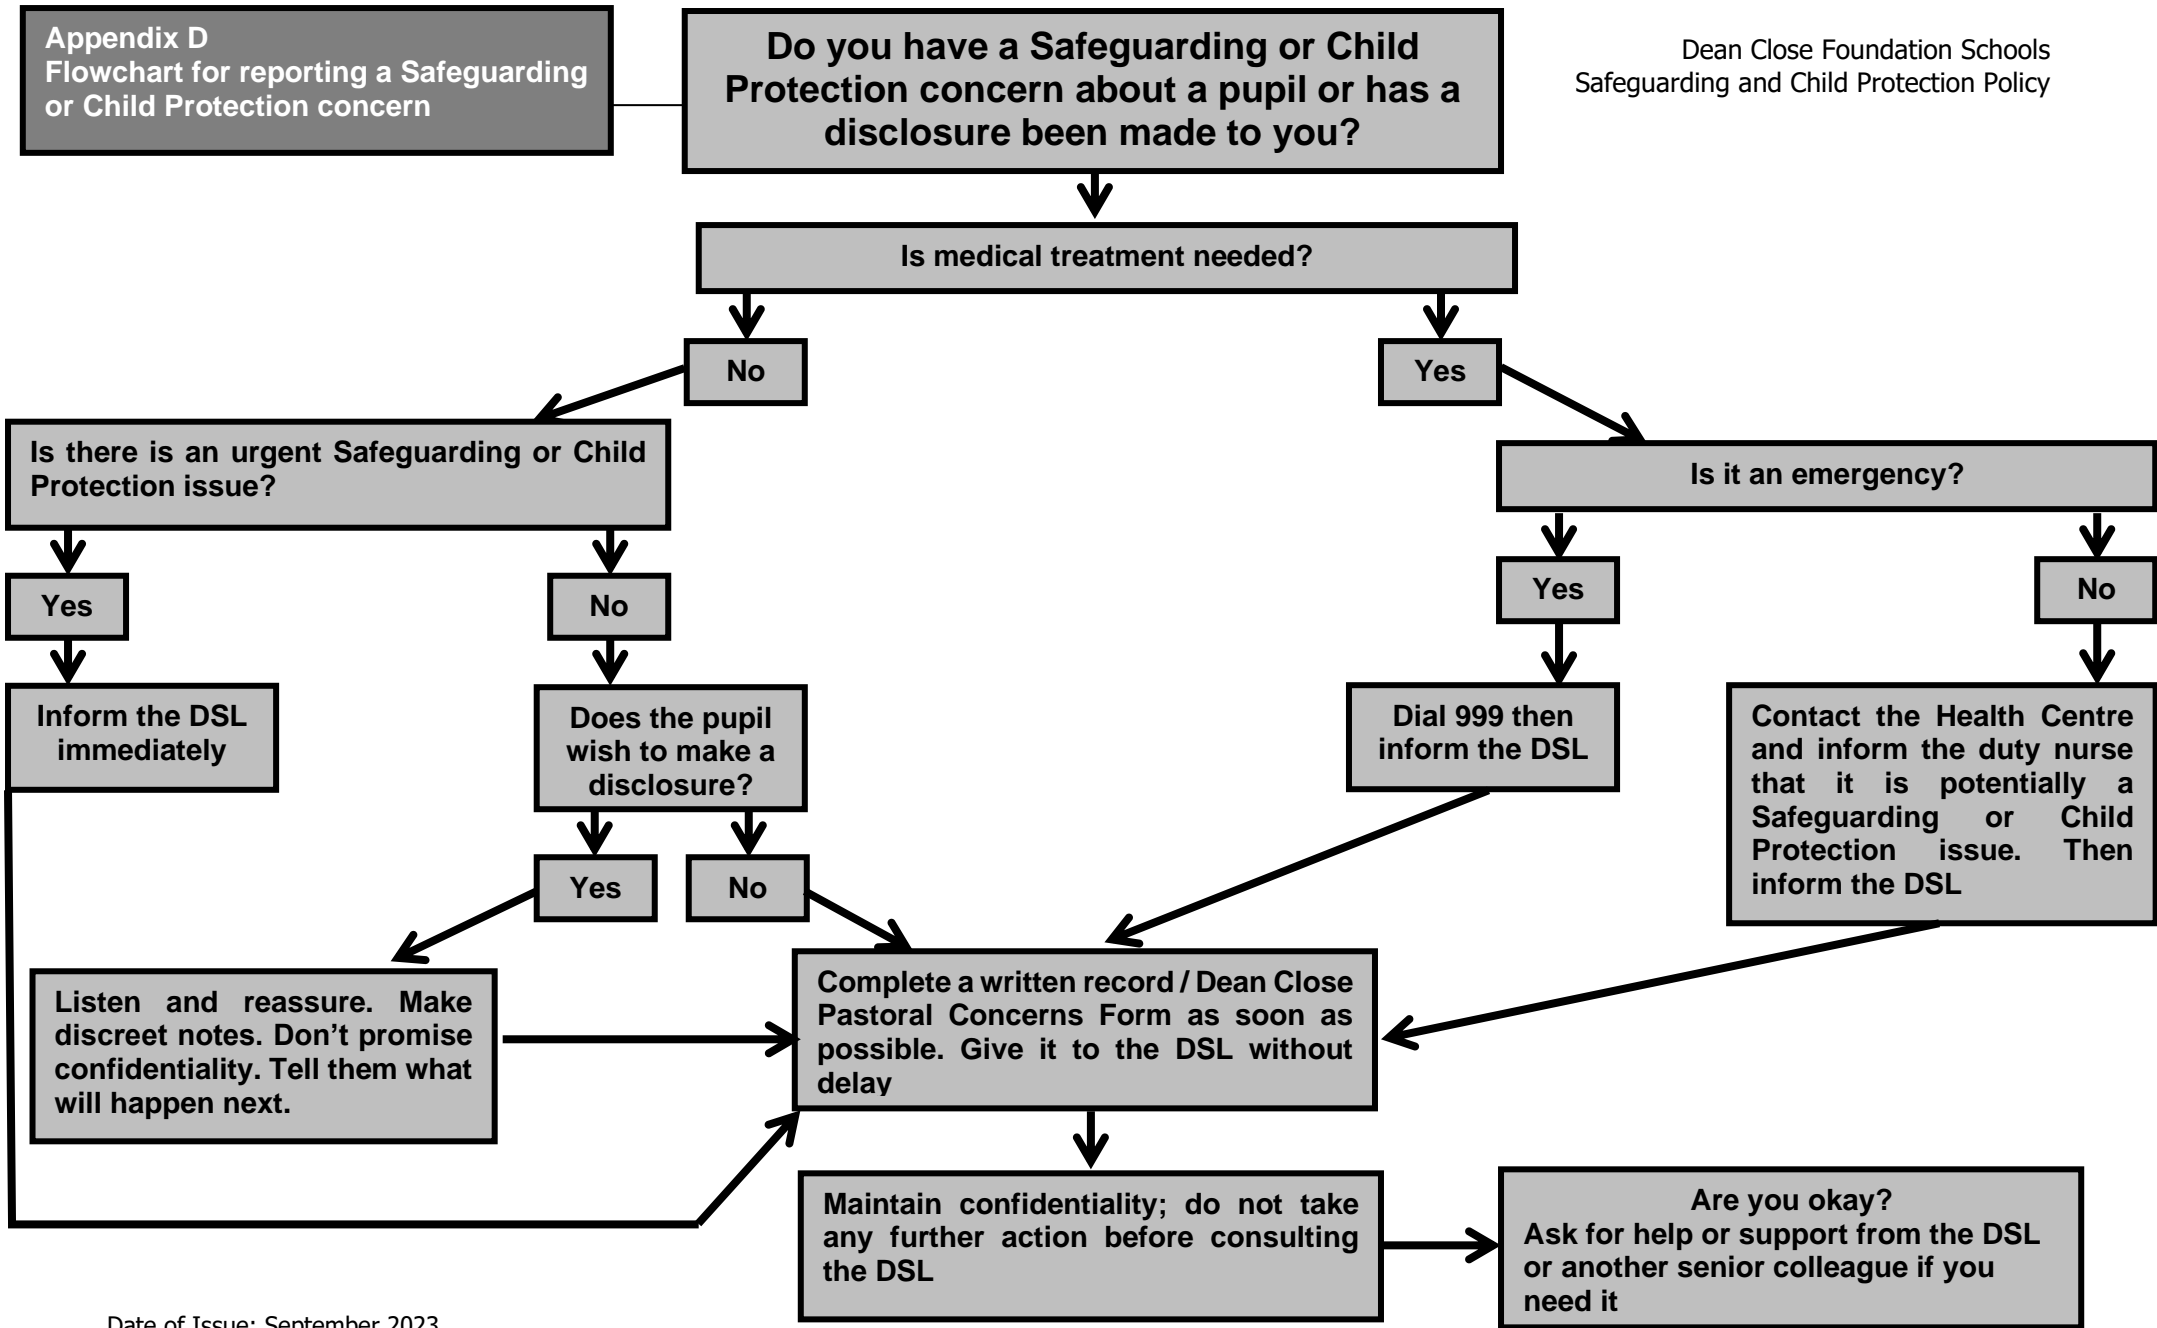 Appendix D
Flowchart for reporting a Safeguarding
or Child Protection concern
Do you have a Safeguarding or Child
Protection concern about a pupil or has a
disclosure been made to you?
Dean Close Foundation Schools
Safeguarding and Child Protection Policy
Is medical treatment needed?
No
Yes
Is there is an urgent Safeguarding or Child
Protection issue?
Is it an emergency?
Yes
No
Yes
No
Inform the DSL
immediately
Does the pupil
wish to make a
disclosure?
Dial 999 then
inform the DSL
Contact the Health Centre
and inform the duty nurse
that it is potentially a
Safeguarding or Child
Protection issue. Then
inform the DSL
Yes
No
Listen and reassure. Make
discreet notes. Don't promise
confidentiality. Tell them what
will happen next.
Complete a written record / Dean Close
Pastoral Concerns Form as soon as
possible. Give it to the DSL without
delay
Maintain confidentiality; do not take
any further action before consulting
the DSL
Are you okay?
Ask for help or support from the DSL
or another senior colleague if you
need it
Date of Issue: September 2023